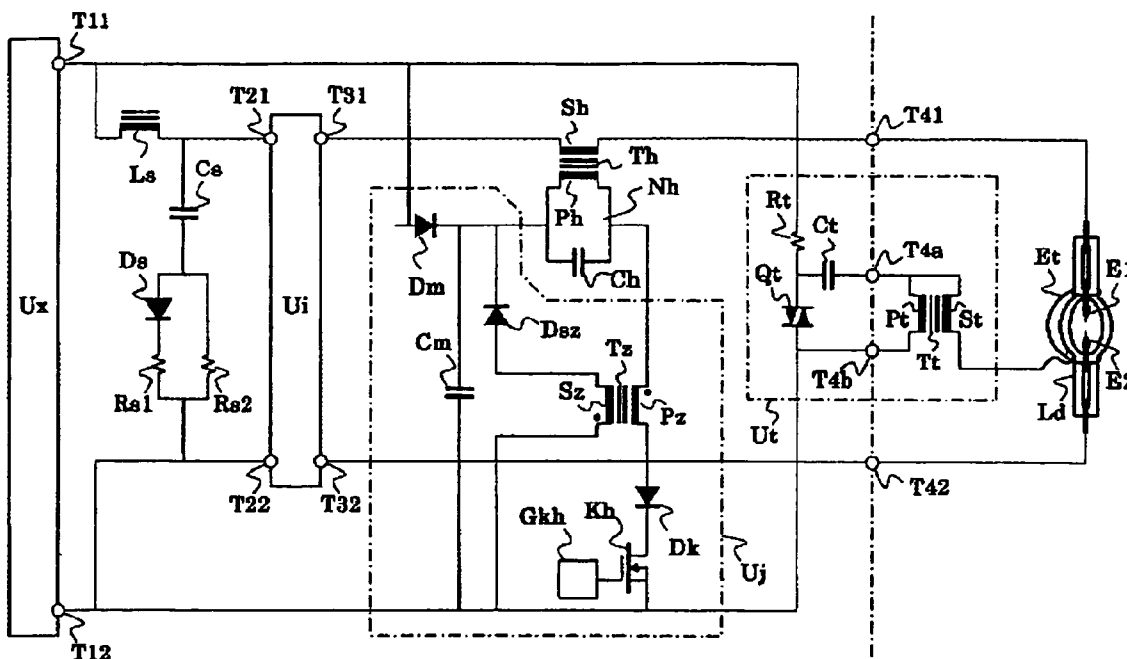 T11
T21
T31
Sh
T41
Ls
Cs
Th
Nh
Ph
Rt
Ct
T4a
Ds
Dm
Ch
Qt
Et
E1
Ux
Ui
Pt
St
Dsz
Cm
Tz
T4b
Tt
Rs1
Rs2
Sz
Pz
E2
Ut
Ld
T22
T32
T42
Gkh
Kh
Dk
Uj
T12